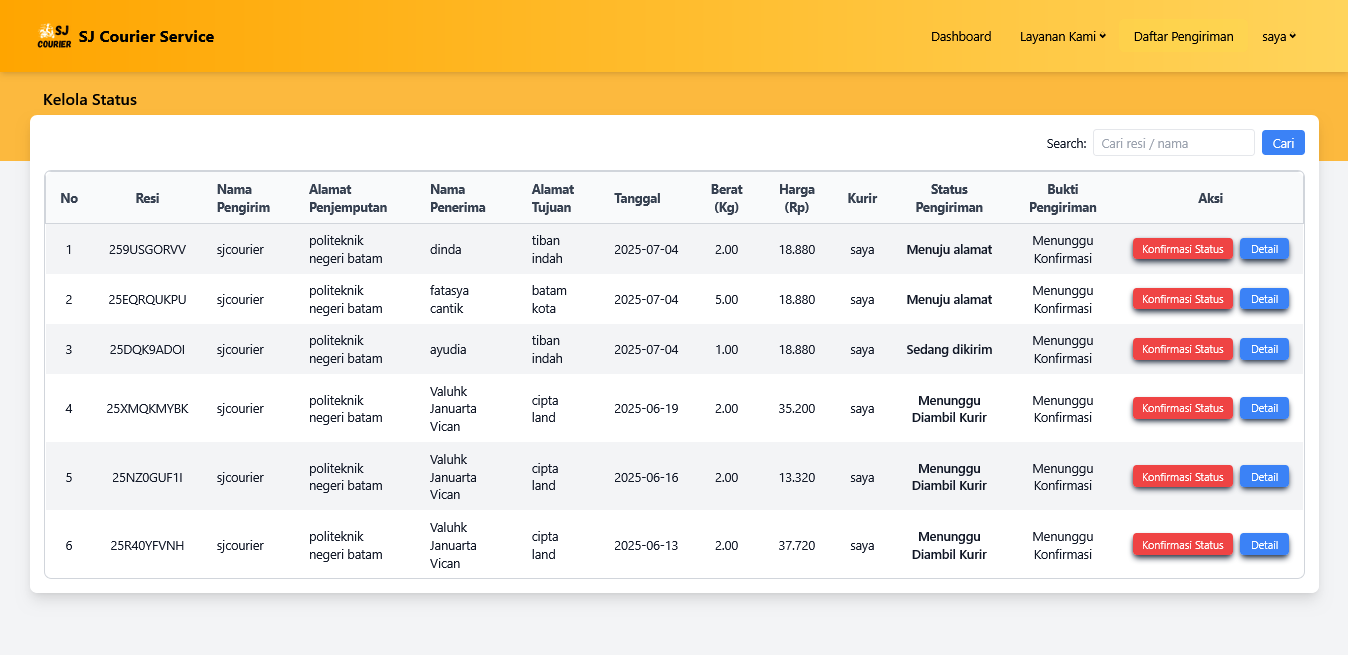 SJ
COURIER
SJ Courier Service
Dashboard
Layanan Kami
Daftar Pengiriman
saya
Kelola Status
Search:
Cari resi / nama
Cari
No
Resi
Nama
Pengirim
Alamat
Penjemputan
Nama
Penerima
Alamat
Tujuan
Tanggal
Berat
(Kg)
Harga
(Rp)
Kurir
Status
Pengiriman
Bukti
Pengiriman
Aksi
1
259USGORVV
sjcourier
politeknik
negeri batam
dinda
tiban
indah
2025-07-04
2.00
18.880
saya
Menuju alamat
Menunggu
Konfirmasi
Konfirmasi Status
Detail
2
25EQRQUKPU
sjcourier
politeknik
negeri batam
fatasya
cantik
batam
kota
2025-07-04
5.00
18.880
saya
Menuju alamat
Menunggu
Konfirmasi
Konfirmasi Status
Detail
3
25DQK9ADOI
sjcourier
politeknik
negeri batam
ayudia
tiban
indah
2025-07-04
1.00
18.880
saya
Sedang dikirim
Menunggu
Konfirmasi
Konfirmasi Status
Detail
4
25XMQKMYBK
sjcourier
politeknik
negeri batam
Valuhk
Januarta
Vican
cipta
land
2025-06-19
2.00
35.200
saya
Menunggu
Diambil Kurir
Menunggu
Konfirmasi
Konfirmasi Status
Detail
5
25NZ0GUF1I
sjcourier
politeknik
negeri batam
Valuhk
Januarta
Vican
cipta
land
2025-06-16
2.00
13.320
saya
Menunggu
Diambil Kurir
Menunggu
Konfirmasi
Konfirmasi Status
Detail
6
25R40YFVNH
sjcourier
politeknik
negeri batam
Valuhk
Januarta
Vican
cipta
land
2025-06-13
2.00
37.720
saya
Menunggu
Diambil Kurir
Menunggu
Konfirmasi
Konfirmasi Status
Detail